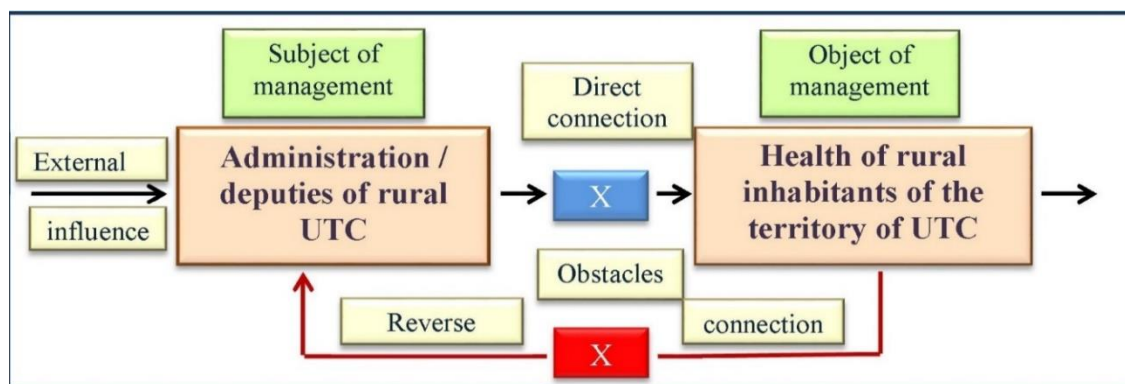 Subject of
management
Object of
management
Direct
connection
External
influence
Administration /
deputies of rural
UTC
X
Health of rural
inhabitants of the
territory of UTC
Obstacles
Reverse
connection
X